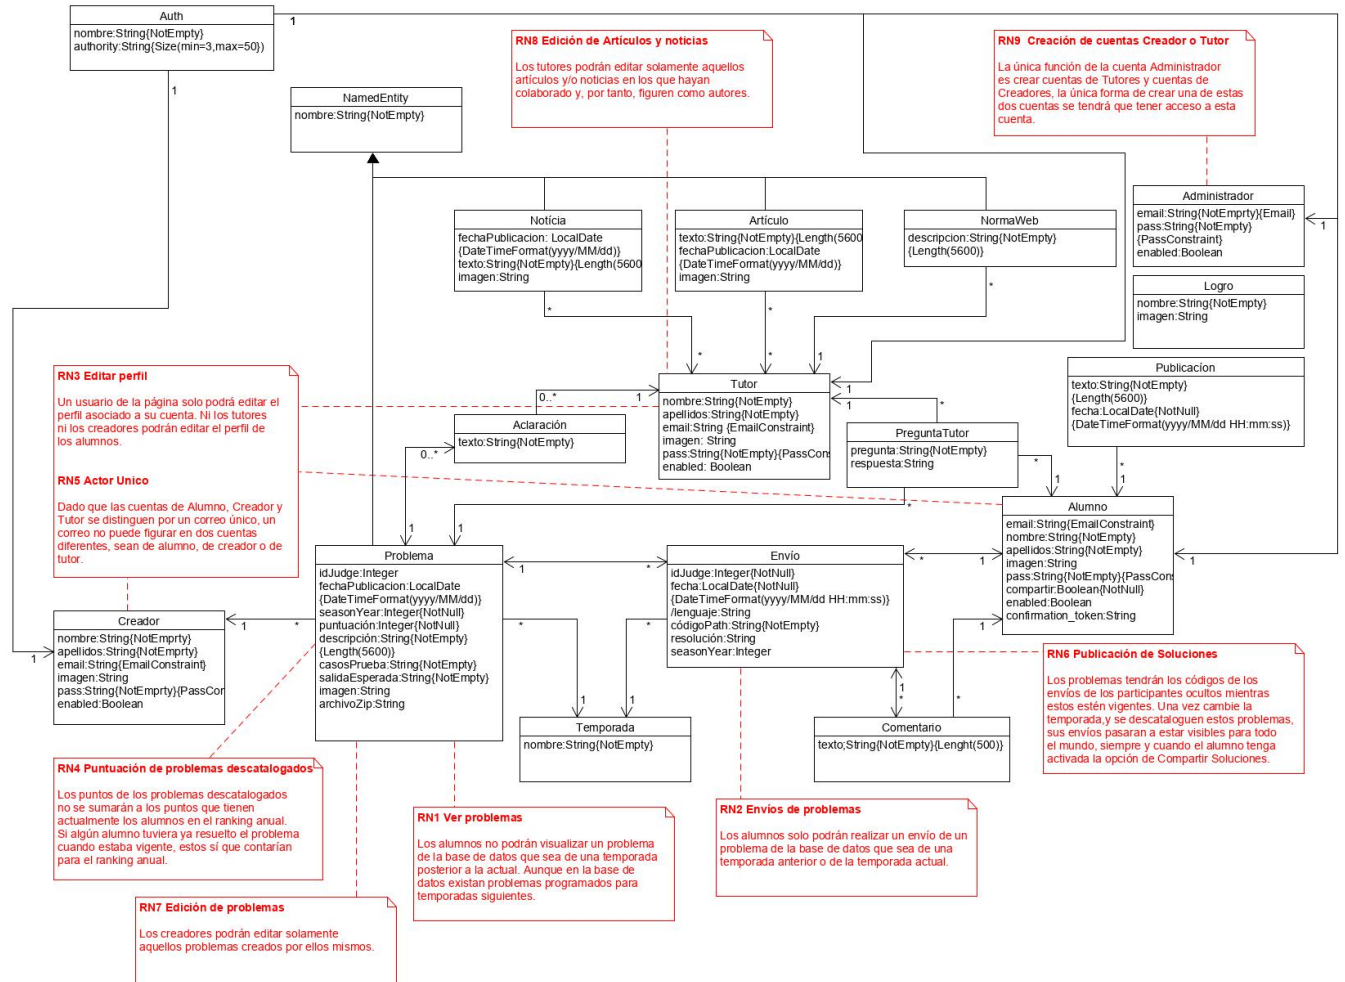 Auth
nombre:String{NotEmpty}
authority:String{Size(min=3,max=50})
1
1
NamedEntity
nombre:String{NotEmpty}
RN8 Edición de Artículos y noticias
Los tutores podrán editar solamente aquellos
artículos y/o noticias en los que hayan
colaborado y, por tanto, figuren como autores.
RN9  Creación de cuentas Creador o Tutor
La única función de la cuenta Administrador
es crear cuentas de Tutores y cuentas de
Creadores, la única forma de crear una de estas
dos cuentas se tendrá que tener acceso a esta
cuenta.
Notícia
fechaPublicacion: LocalDate
{DateTimeFormat(yyyy/MM/dd)}
texto:String{NotEmpty}{Length(5600
imagen:String
Artículo
texto:String{NotEmpty}{Length(5600
fechaPublicacion:LocalDate
{DateTimeFormat(yyyy/MM/dd)}
imagen:String
NormaWeb
descripcion:String{NotEmpty}
{Length(5600)}
Administrador
email:String{NotEmprty}{Email}
pass:String{NotEmpty}
{PassConstraint}
enabled:Boolean
1
Logro
nombre:String{NotEmpty}
imagen:String
*
*
*
*
*
1
RN3 Editar perfil
Un usuario de la página solo podrá editar el
perfil asociado a su cuenta. Ni los tutores
ni los creadores podrán editar el perfil de
los alumnos.
RN5 Actor Unico
Dado que las cuentas de Alumno, Creador y
Tutor se distinguen por un correo único, un
correo no puede figurar en dos cuentas
diferentes, sean de alumno, de creador o de
tutor.
Tutor
nombre:String{NotEmpty}
apellidos:String{NotEmpty}
email:String {EmailConstraint}
imagen: String
pass:String{NotEmpty}{PassCons
enabled: Boolean
0..*
1
1
1
*
Aclaración
texto:String{NotEmpty}
0..*
PreguntaTutor
pregunta:String{NotEmpty}
respuesta:String
*
1
*
Publicacíon
texto:String{NotEmpty}
{Length(5600)}
fecha:LocalDate{NotNull}
{DateTimeFormat(yyyy/MM/dd HH:mm:ss)}
*
1
Alumno
email:String{EmailConstraint}
nombre:String{NotEmpty}
apellidos:String{NotEmpty}
imagen:String
pass:String{NotEmpty}{PassCons
compartir:Boolean{NotNull}
enabled:Boolean
confirmation_token:String
1
1
1
Problema
idJudge:Integer
fechaPublicacion:LocalDate
{DateTimeFormat(yyyy/MM/dd)}
seasonYear:Integer{NotNull}
puntuación:Integer{NotNull}
descripción:String{NotEmpty}
{Length(5600)}
casosPrueba:String{NotEmpty}
salidaEsperada:String{NotEmpty}
imagen:String
archivoZip:String
1
*
Envío
idJudge:Integer{NotNull}
fecha:LocalDate{NotNull}
{DateTimeFormat(yyyy/MM/dd HH:mm:ss)}
/lenguaje:String
códigoPath:String{NotEmpty}
resolución:String
seasonYear:Integer
*
1
1
*
Creador
nombre:String{NotEmprty}
apellidos:String{NotEmprty}
email:String{EmailConstraint}
imagen:String
pass:String{NotEmprty}{PassCor
enabled:Boolean
1
1
*
*
*
1
1
Temporada
nombre:String{NotEmpty}
1
*
Comentario
texto;String{NotEmpty}{Lenght(500)}
RN6 Publicación de Soluciones
Los problemas tendrán los códigos de los
envíos de los participantes ocultos mientras
estos estén vigentes. Una vez cambie la
temporada,y se descataloguen estos problemas,
sus envíos pasaran a estar visibles para todo
el mundo, siempre y cuando el alumno tenga
activada la opción de Compartir Soluciones.
RN4 Puntuación de problemas descatalogados
Los puntos de los problemas descatalogados
no se sumarán a los puntos que tienen
actualmente los alumnos en el ranking anual.
Si algún alumno tuviera ya resuelto el problema
cuando estaba vigente, estos sí que contarían
para el ranking anual.
RN1 Ver problemas
Los alumnos no podrán visualizar un problema
de la base de datos que sea de una temporada
posterior a la actual. Aunque en la base de
datos existan problemas programados para
temporadas siguientes.
RN2 Envíos de problemas
Los alumnos solo podrán realizar un envío de un
problema de la base de datos que sea de una
temporada anterior o de la temporada actual.
RN7 Edición de problemas
Los creadores podrán editar solamente
aquellos problemas creados por ellos mismos.